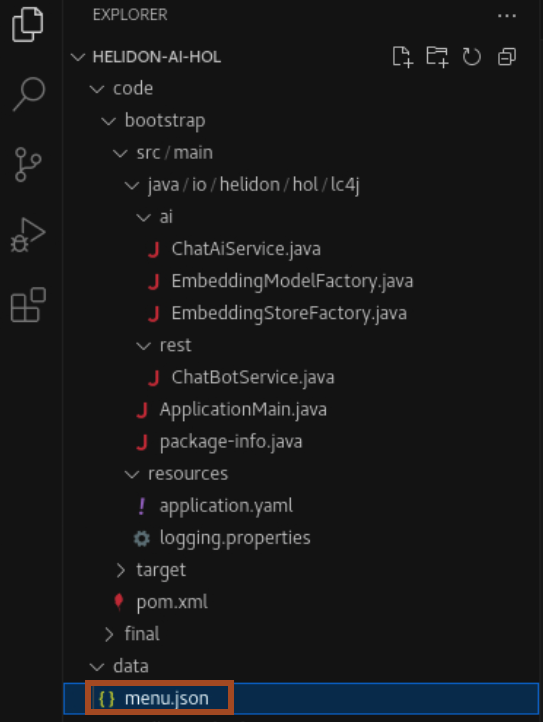 EXPLORER
HELIDON-AI-HOL
code
bootstrap
src / main
java / io / helidon / hol / lc4j
ai
J ChatAiService.java
J EmbeddingModelFactory.java
J EmbeddingStoreFactory.java
rest
J ChatBotService.java
J ApplicationMain.java
J package-info.java
resources
! application.yaml
logging.properties
target
pom.xml
final
data
{} menu.json